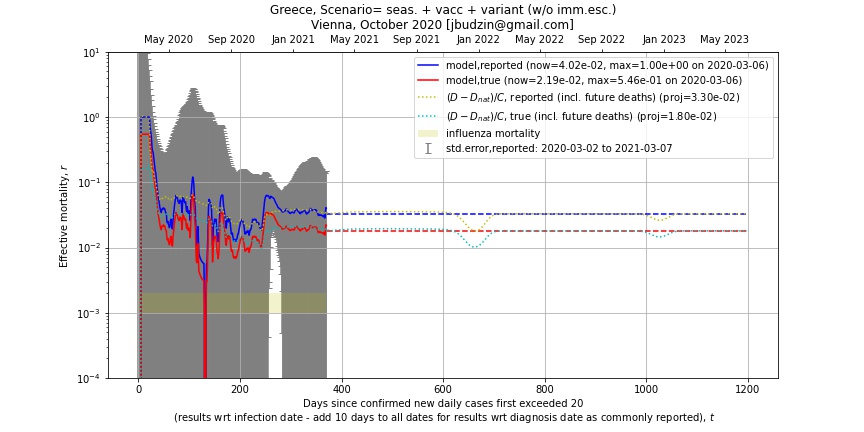 Greece, Scenario= seas. + vacc + variant (w/o imm.esc.)
Vienna, October 2020 [jbudzin@gmail.com]
May 2020 Sep 2020 Jan 2021 May 2021 Sep 2021 Jan 2022 May 2022 Sep 2022 Jan 2023 May 2023
model,reported (now=4.02e-02, max=1.00e+00 on 2020-03-06)
model,true (now=2.19e-02, max=5.46e-01 on 2020-03-06)
(D − D_nat)/C, reported (incl. future deaths) (proj=3.30e-02)
(D − D_nat)/C, true (incl. future deaths) (proj=1.80e-02)
influenza mortality
std.error,reported: 2020-03-02 to 2021-03-07
Effective mortality, r
10^1
10^0
10^−1
10^−2
10^−3
10^−4
0 200 400 600 800 1000 1200
Days since confirmed new daily cases first exceeded 20
(results wrt infection date - add 10 days to all dates for results wrt diagnosis date as commonly reported), t